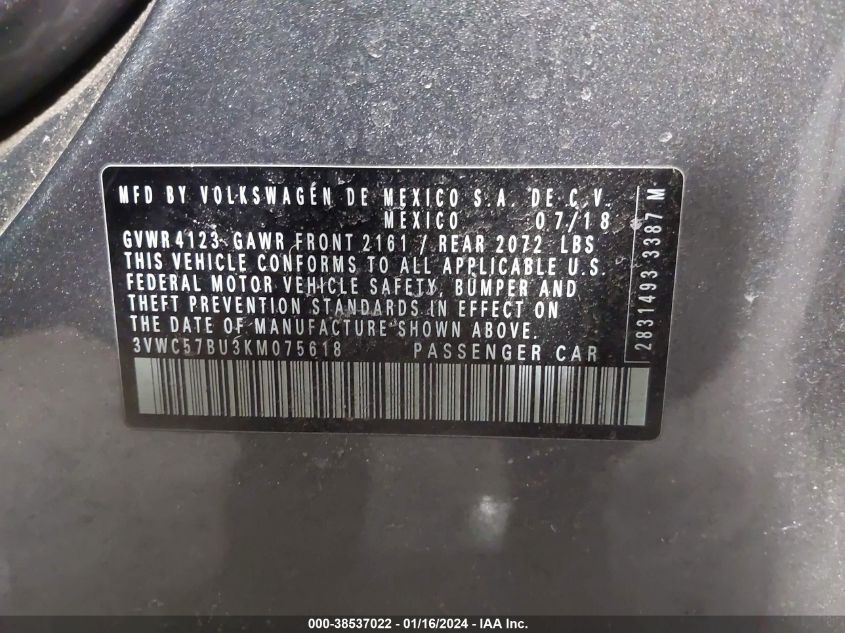 MFD BY VOLKSWAGEN DE MEXICO S.A. DE C.V.
MEXICO 07/18
GVWR 4123 GAWR FRONT 2161 / REAR 2072 LBS
THIS VEHICLE CONFORMS TO ALL APPLICABLE U.S.
FEDERAL MOTOR VEHICLE SAFETY, BUMPER AND
THEFT PREVENTION STANDARDS IN EFFECT ON
THE DATE OF MANUFACTURE SHOWN ABOVE.
3VWC57BU3KM075618 PASSENGER CAR
2831493 3387 M
000-38537022 - 01/16/2024 - IAA Inc.